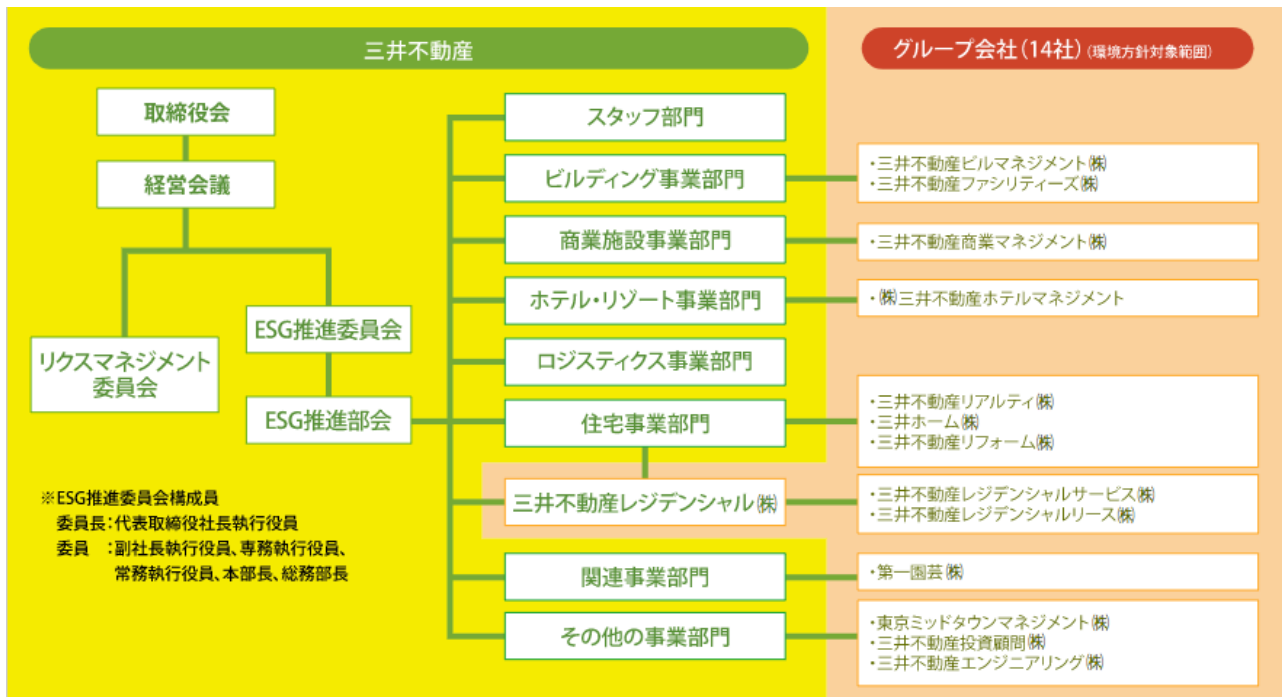 三井不動産
グループ会社(14社)(環境方針対象範囲)
取締役会
経営会議
リクスマネジメント
委員会
ESG推進委員会
ESG推進部会
※ESG推進委員会構成員
委員長:代表取締役社長執行役員
委員 :副社長執行役員、専務執行役員、
常務執行役員、本部長、総務部長
スタッフ部門
ビルディング事業部門
・三井不動産ビルマネジメント㈱
・三井不動産ファシリティーズ㈱
商業施設事業部門
・三井不動産商業マネジメント㈱
ホテル・リゾート事業部門
・㈱三井不動産ホテルマネジメント
ロジスティクス事業部門
住宅事業部門
・三井不動産リアルティ㈱
・三井ホーム㈱
・三井不動産リフォーム㈱
三井不動産レジデンシャル㈱
・三井不動産レジデンシャルサービス㈱
・三井不動産レジデンシャルリース㈱
関連事業部門
・第一園芸㈱
その他の事業部門
・東京ミッドタウンマネジメント㈱
・三井不動産投資顧問㈱
・三井不動産エンジニアリング㈱